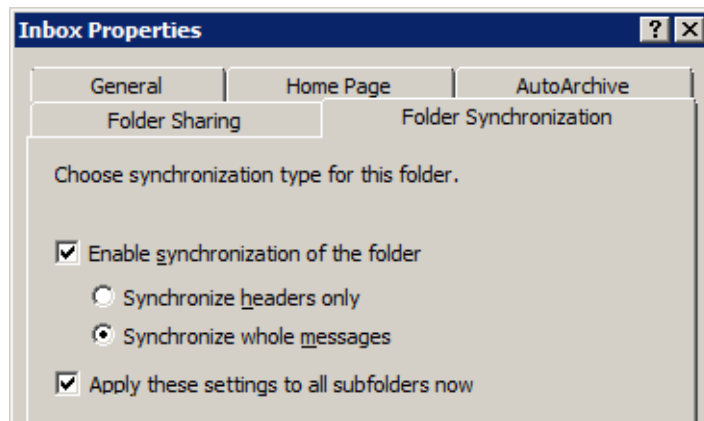 Inbox Properties
General
Home Page
AutoArchive
Folder Sharing
Folder Synchronization
Choose synchronization type for this folder.
Enable synchronization of the folder
Synchronize headers only
Synchronize whole messages
Apply these settings to all subfolders now